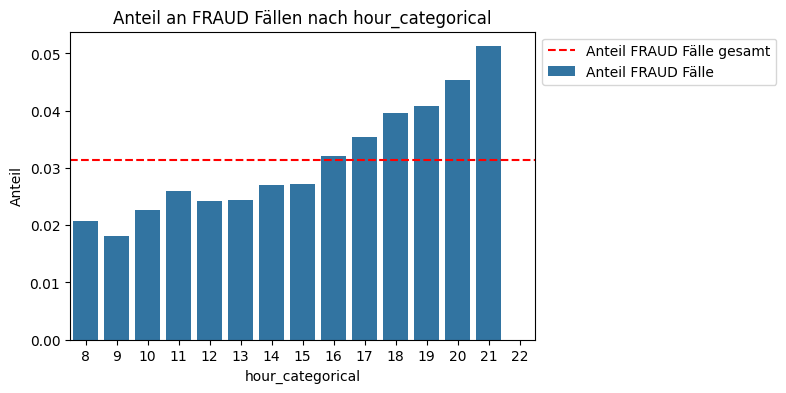 Anteil an FRAUD Fällen nach hour_categorical
Anteil FRAUD Fälle gesamt
Anteil FRAUD Fälle
Anteil
0.05
0.04
0.03
0.02
0.01
0.00
8 9 10 11 12 13 14 15 16 17 18 19 20 21 22
hour_categorical